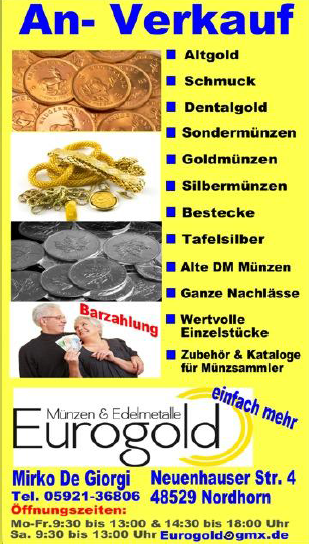 An- Verkauf
Altgold
Schmuck
Dentalgold
Sondermünzen
Goldmünzen
Silbermünzen
Bestecke
Tafelsilber
Alte DM Münzen
Ganze Nachlässe
Barzahlung
Wertvolle
Einzelstücke
Zubehör & Kataloge
für Münzsammler
einfach mehr
Münzen & Edelmetalle
Eurogold
Mirko De Giorgi
Neuenhauser Str. 4
Tel. 05921-36806
48529 Nordhorn
Öffnungszeiten:
Mo-Fr.9:30 bis 13:00 & 14:30 bis 18:00 Uhr
Sa. 9:30 bis 13:00 Uhr Eurogold@gmx.de